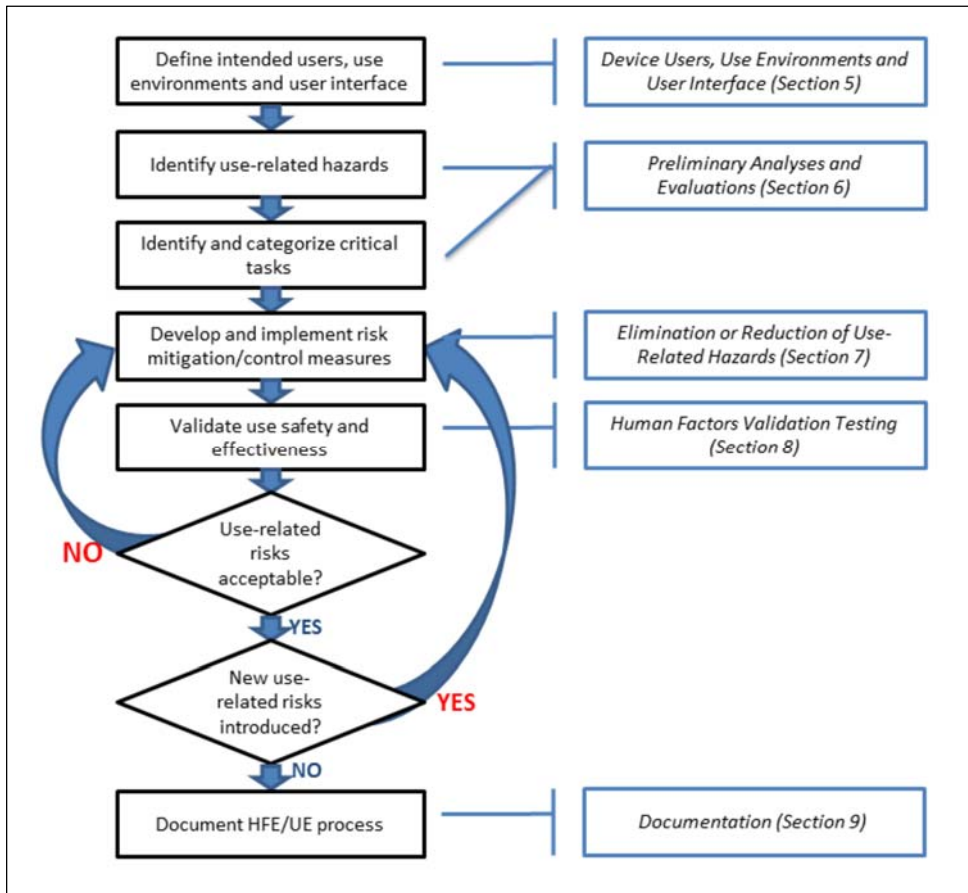 Define intended users, use
environments and user interface
Device Users, Use Environments and
User Interface (Section 5)
Identify use-related hazards
Preliminary Analyses and
Evaluations (Section 6)
Identify and categorize critical
tasks
Develop and implement risk
mitigation/control measures
Elimination or Reduction of Use-
Related Hazards (Section 7)
Validate use safety and
effectiveness
Human Factors Validation Testing
(Section 8)
Use-related
risks
acceptable?
NO
YES
New use-
related risks
introduced?
YES
NO
Document HFE/UE process
Documentation (Section 9)